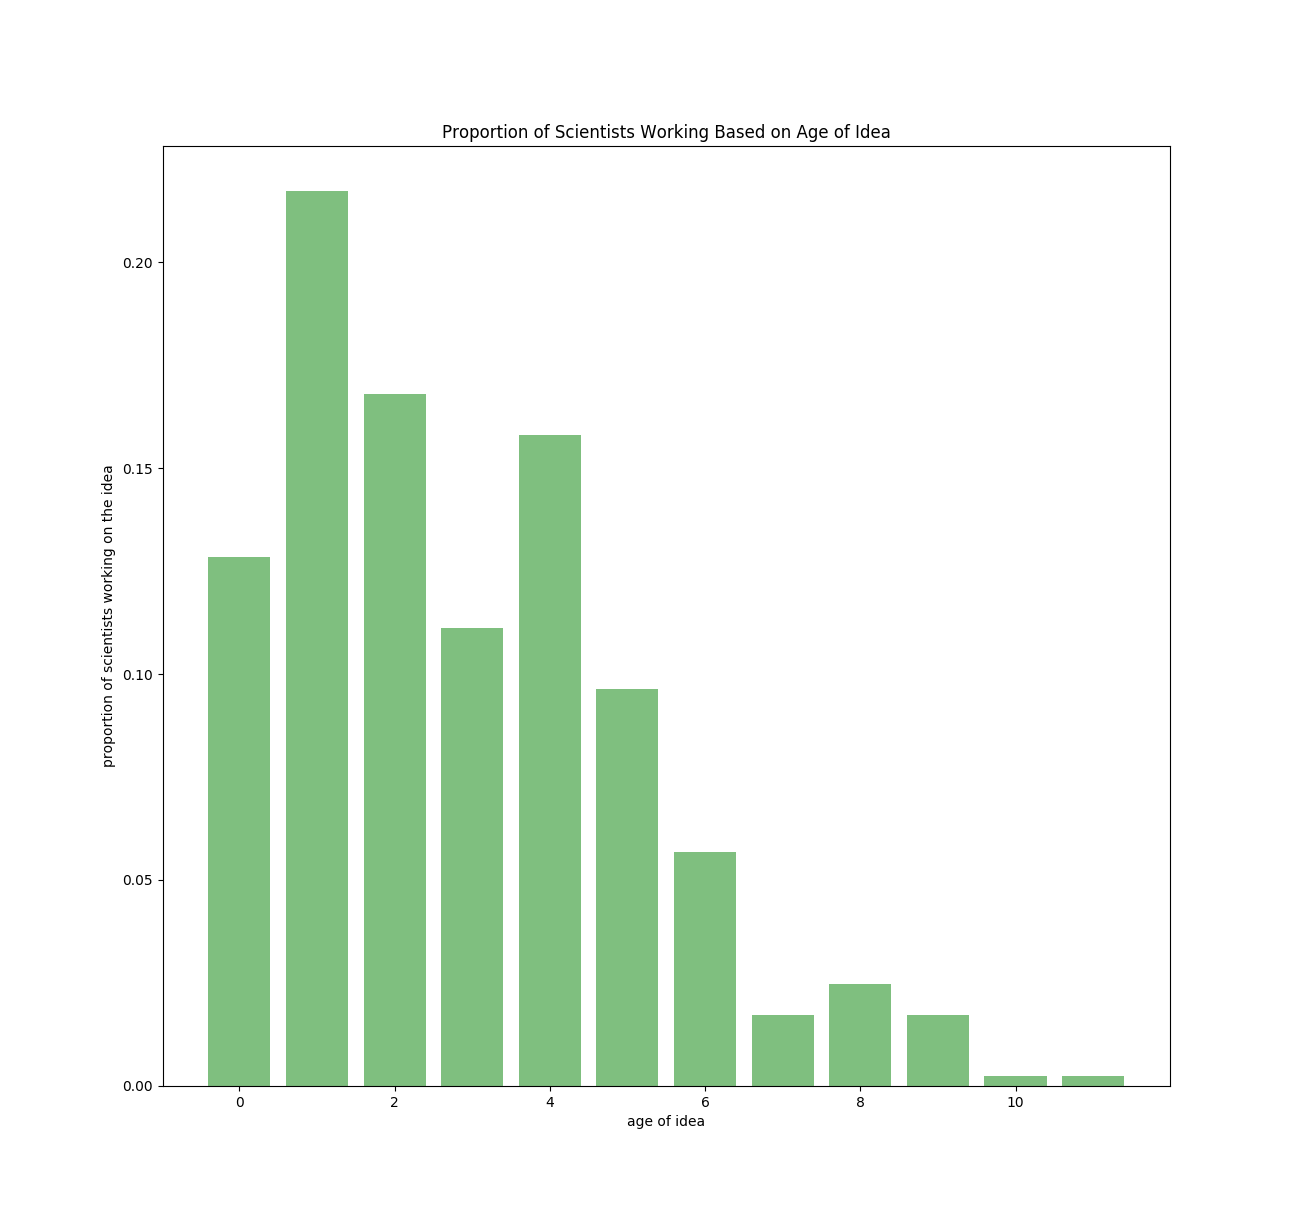 Proportion of Scientists Working Based on Age of Idea
proportion of scientists working on the idea
0.20
0.15
0.10
0.05
0.00
0 2 4 6 8 10
age of idea